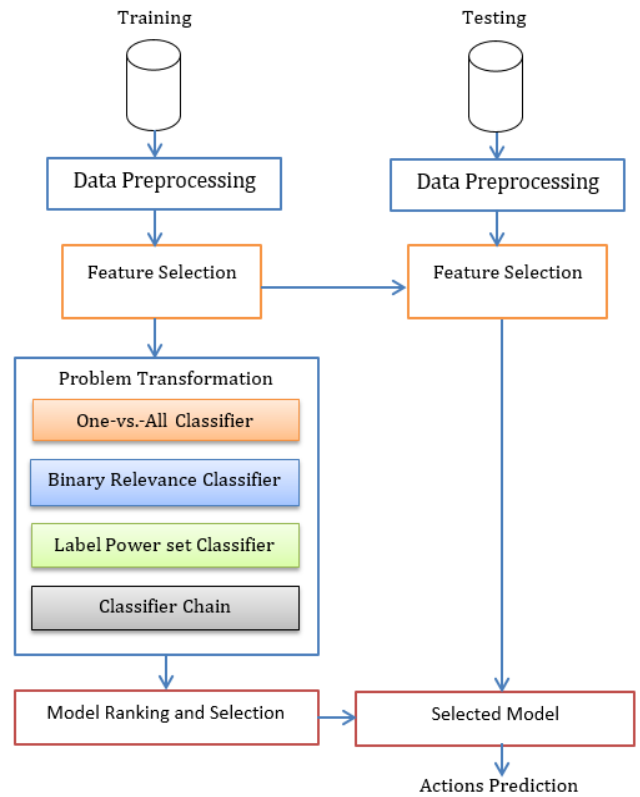 Training
Testing
Data Preprocessing
Data Preprocessing
Feature Selection
Feature Selection
Problem Transformation
One-vs.-All Classifier
Binary Relevance Classifier
Label Power set Classifier
Classifier Chain
Model Ranking and Selection
Selected Model
Actions Prediction